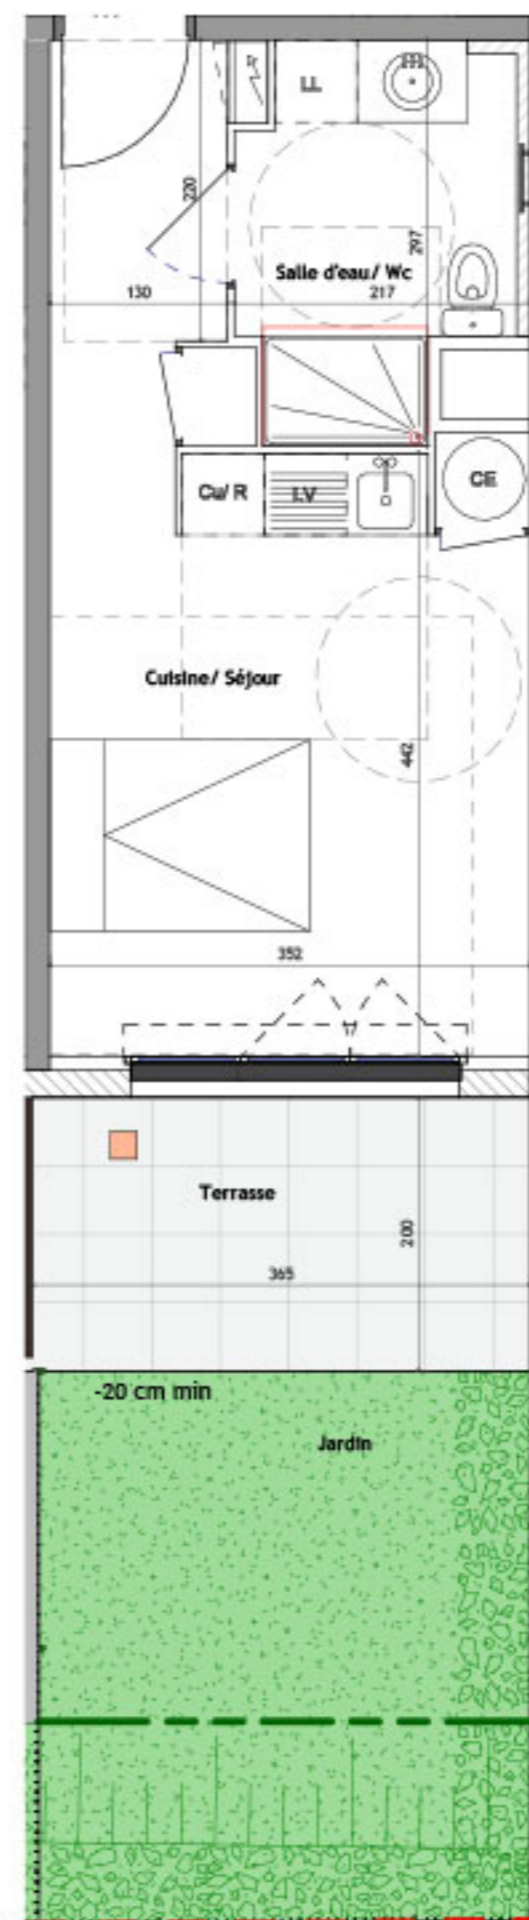 LL
220
297
Salle d'eau/ Wc
130
217
Cu/ R
LV
CE
Cuisine/ Séjour
442
352
Terrasse
200
365
-20 cm min
Jardin